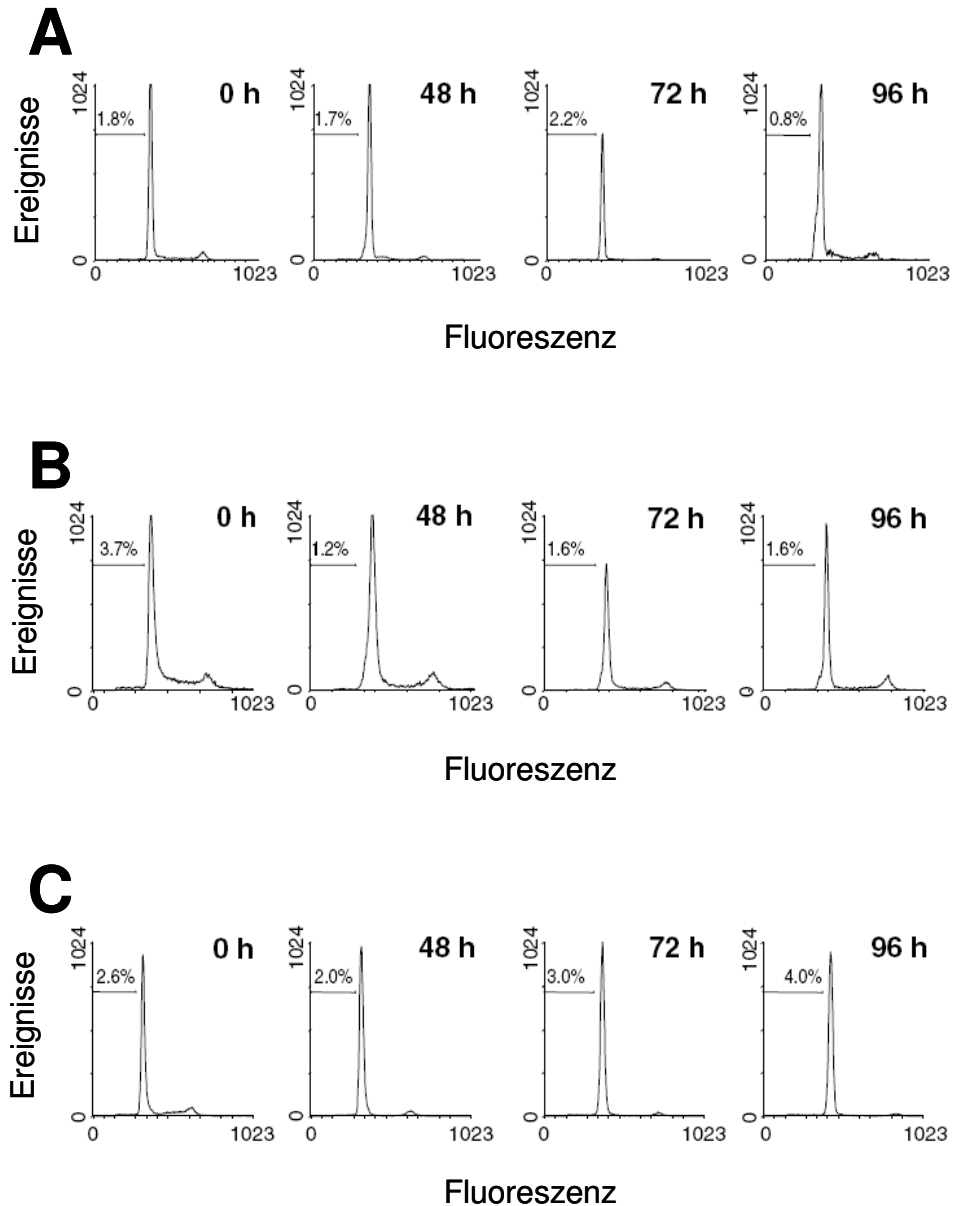 A
0 h
48 h
72 h
96 h
Ereignisse
1024
1.8%
0
0
1023
1024
1.7%
0
0
1023
1024
2.2%
0
0
1023
1024
0.8%
0
0
1023
Fluoreszenz
B
0 h
48 h
72 h
96 h
Ereignisse
1024
3.7%
0
0
1023
1024
1.2%
0
0
1023
1024
1.6%
0
0
1023
1024
1.6%
0
0
1023
Fluoreszenz
C
0 h
48 h
72 h
96 h
Ereignisse
1024
2.6%
0
0
1023
1024
2.0%
0
0
1023
1024
3.0%
0
0
1023
1024
4.0%
0
0
1023
Fluoreszenz